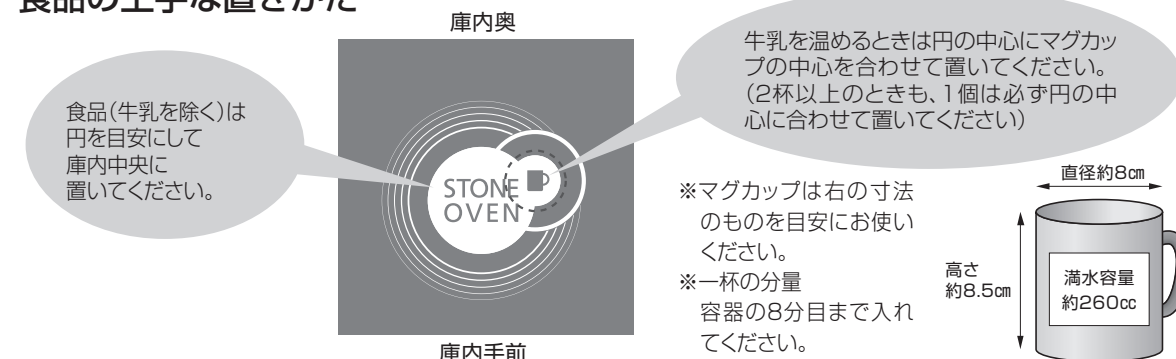 食品の上手な置きかた
庫内奥
食品(牛乳を除く)は
円を目安にして
庫内中央に
置いてください。
STONE
OVEN
牛乳を温めるときは円の中心にマグカッ
プの中心を合わせて置いてください。
(2杯以上のときも、1個は必ず円の中
心に合わせて置いてください)
※マグカップは右の寸法
のものを目安にお使い
ください。
※一杯の分量
容器の8分目まで入れ
てください。
直径約8㎝
高さ
約8.5㎝
満水容量
約260㏄
庫内手前